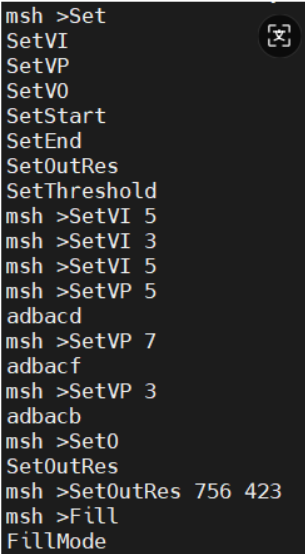 msh >Set
SetVI
SetVP
SetVO
SetStart
SetEnd
SetOutRes
SetThreshold
msh >SetVI 5
msh >SetVI 3
msh >SetVI 5
msh >SetVP 5
adbacd
msh >SetVP 7
adbacf
msh >SetVP 3
adbacb
msh >SetO
SetOutRes
msh >SetOutRes 756 423
msh >Fill
FillMode